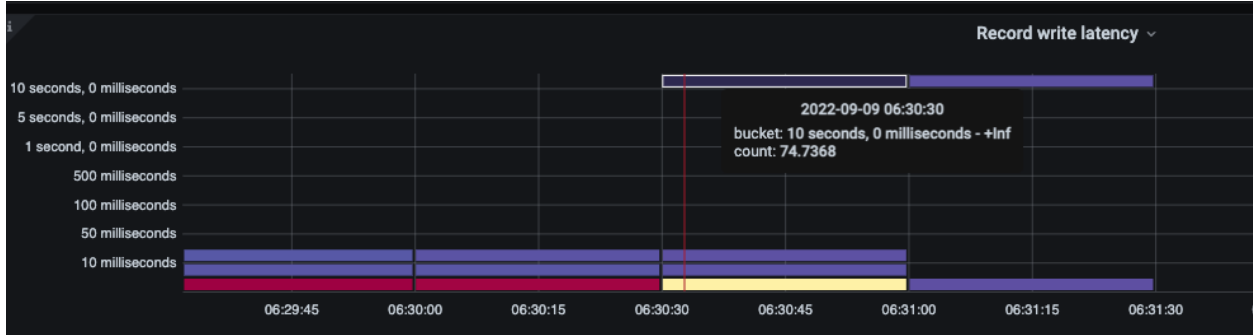 i
Record write latency
10 seconds, 0 milliseconds
5 seconds, 0 milliseconds
1 second, 0 milliseconds
500 milliseconds
100 milliseconds
50 milliseconds
10 milliseconds
2022-09-09 06:30:30
bucket: 10 seconds, 0 milliseconds - +Inf
count: 74.7368
06:29:45 06:30:00 06:30:15 06:30:30 06:30:45 06:31:00 06:31:15 06:31:30